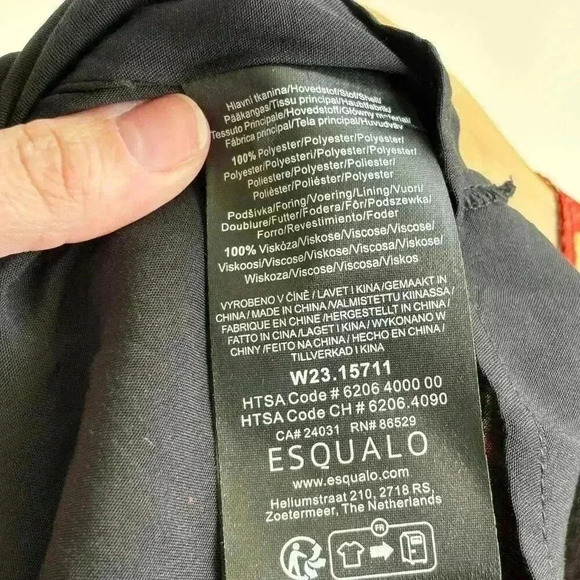 Hlavní tkanina/Hovedstof/Stof/Shell/
Pääkangas/Tissu principal/Hauptfabrik/
Tessuto Principale/Hovedstoff/Główny materiał/
Fábrica principal/Tela principal/Huvudväv
100% Polyester/Polyester/Polyester/
Polyester/Polyesteri/Polyester/Polyester/
Poliestere/Polyester/Poliester/
Poliéster/Poliéster/Polyester
Podšívka/Foring/Voering/Lining/Vuori/
Doublure/Futter/Fodera/Fôr/Podszewka/
Forro/Revestimiento/Foder
100% Viskóza/Viskose/Viscose/Viscose/
Viskoosi/Viscose/Viskose/Viscosa/Viskose/
Wiskoza/Viscose/Viscosa/Viskos
VYROBENO V ČÍNĚ / LAVET I KINA /GEMAAKT IN
CHINA / MADE IN CHINA /VALMISTETTU KIINASSA/
FABRIQUE EN CHINE /HERGESTELLT IN CHINA/
FATTO IN CINA/LAGET I KINA/ WYKONANO W
CHINY /FEITO NA CHINA / HECHO EN CHINA /
TILLVERKAD I KINA
W23.15711
HTSA Code # 6206 4000 00
HTSA Code CH # 6206.4090
CA# 24031 RN# 86529
ESQUALO
www.esqualo.com
Heliumstraat 210, 2718 RS,
Zoetermeer, The Netherlands
FR